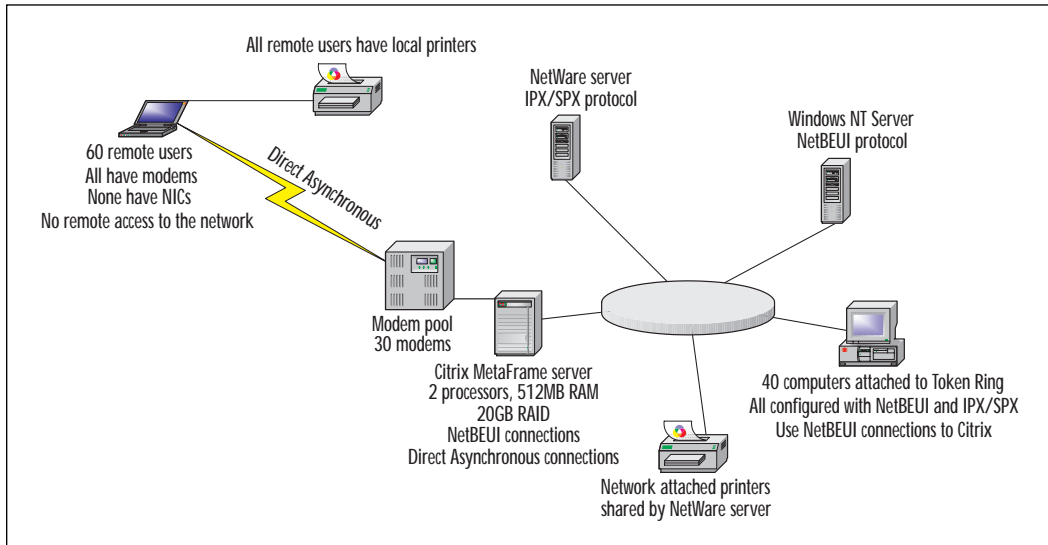 All remote users have local printers
NetWare server
IPX/SPX protocol
Windows NT Server
NetBEUI protocol
60 remote users
All have modems
None have NICs
No remote access to the network
Direct Asynchronous
Modem pool
30 modems
Citrix MetaFrame server
2 processors, 512MB RAM
20GB RAID
NetBEUI connections
Direct Asynchronous connections
40 computers attached to Token Ring
All configured with NetBEUI and IPX/SPX
Use NetBEUI connections to Citrix
Network attached printers
shared by NetWare server